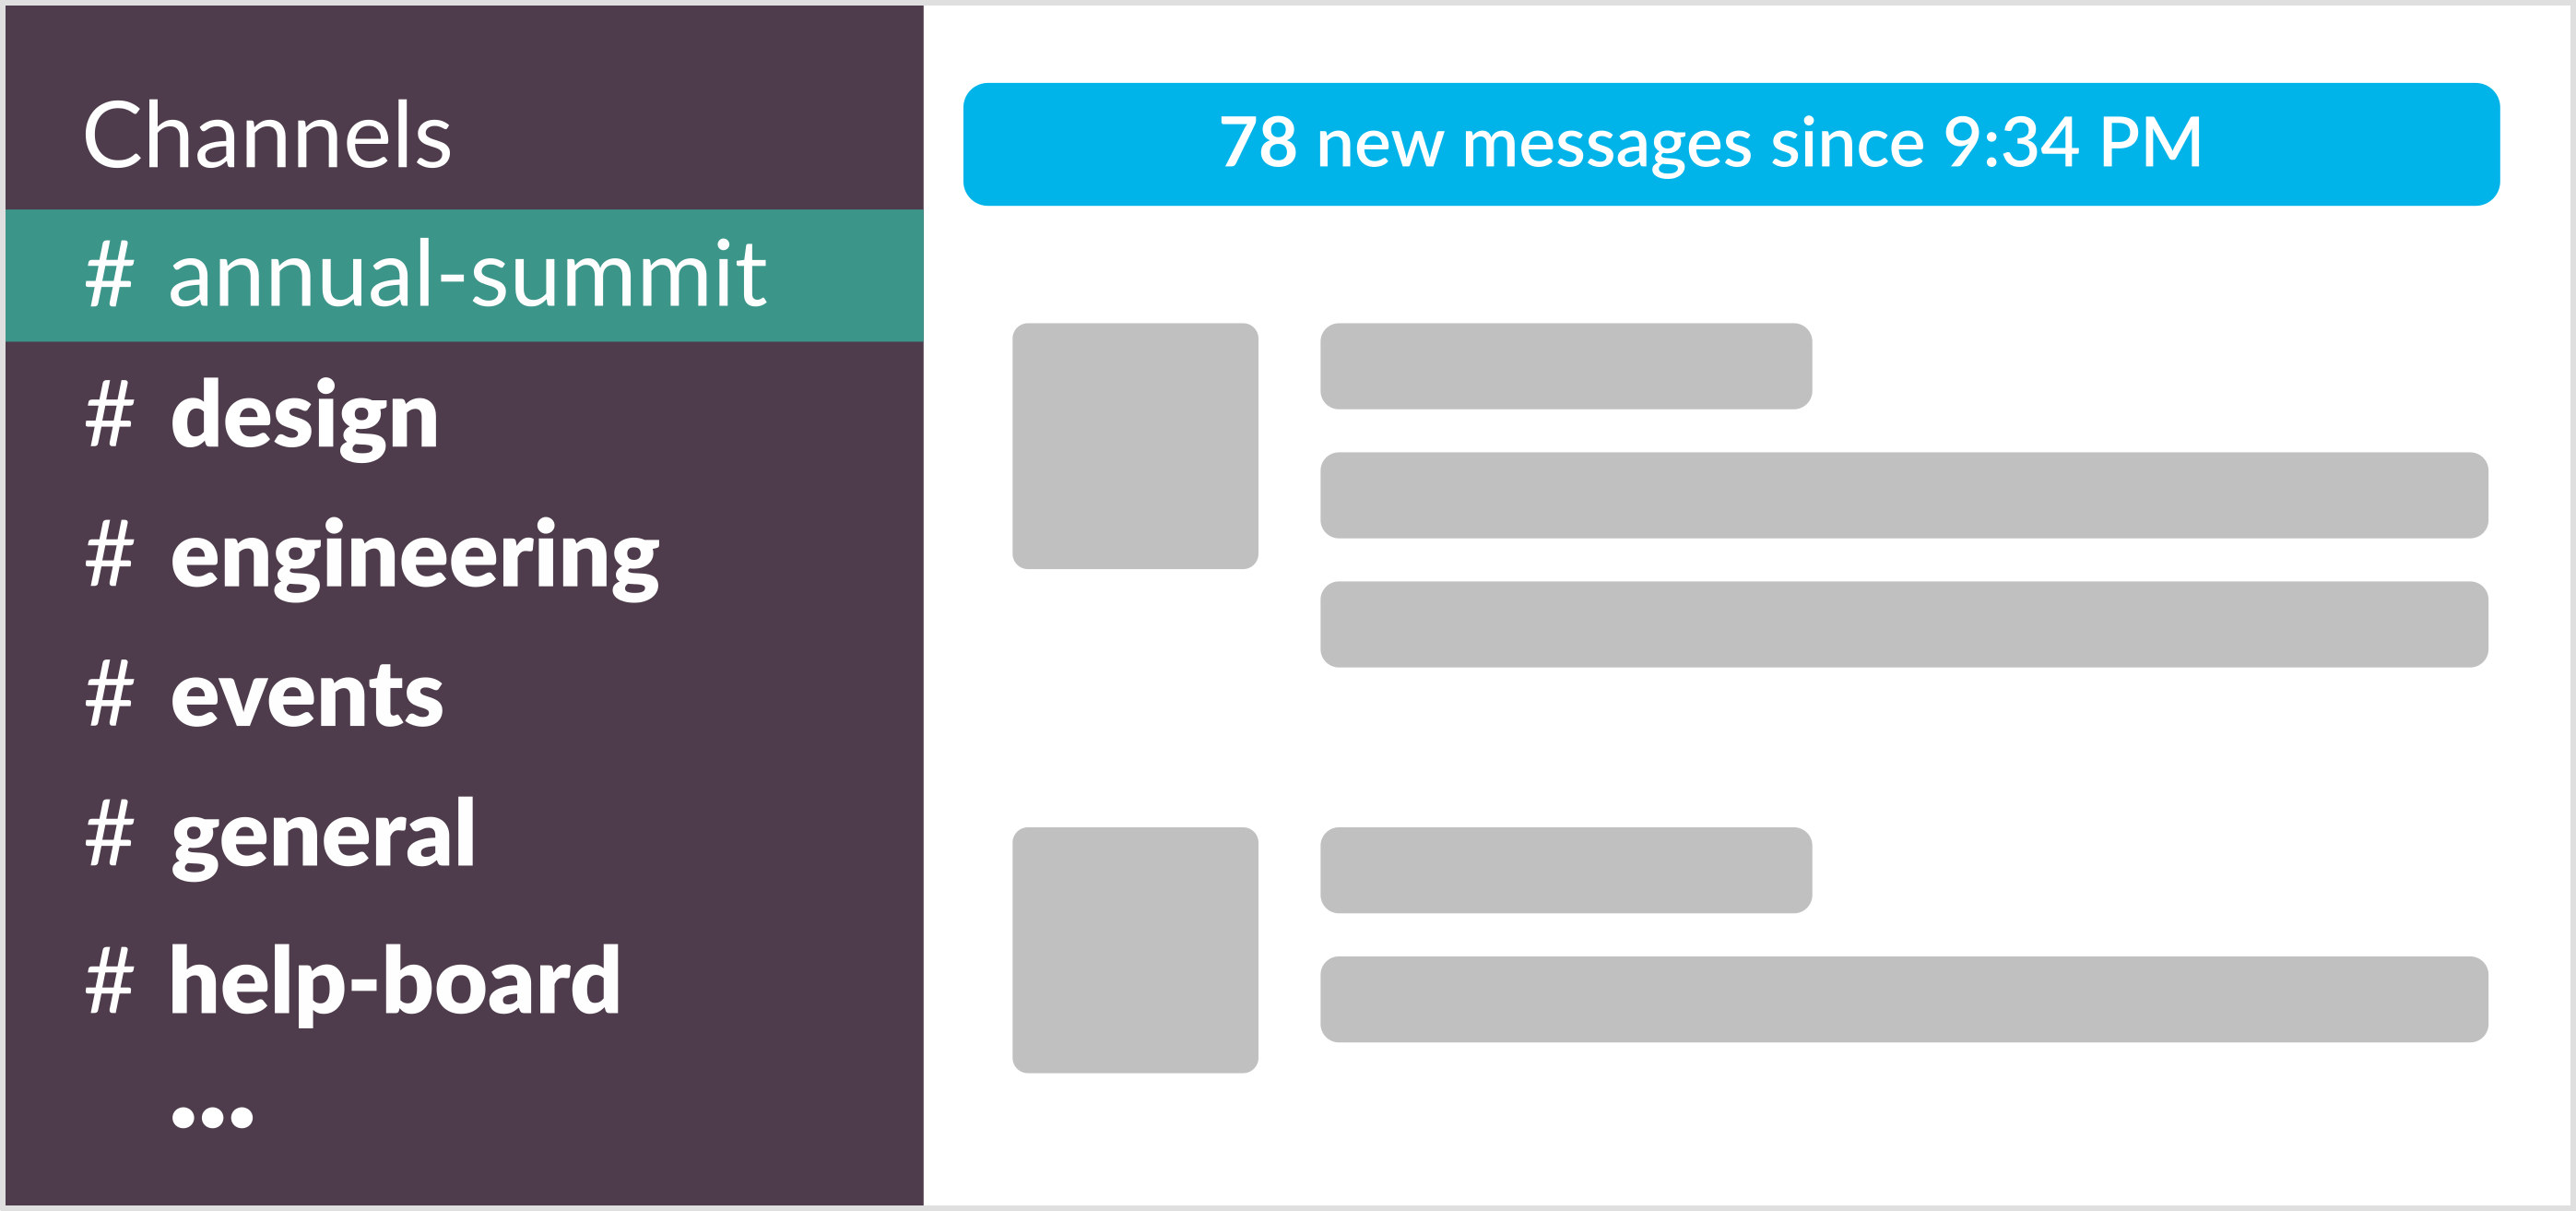 Channels
# annual-summit
# design
# engineering
# events
# general
# help-board
...
78 new messages since 9:34 PM